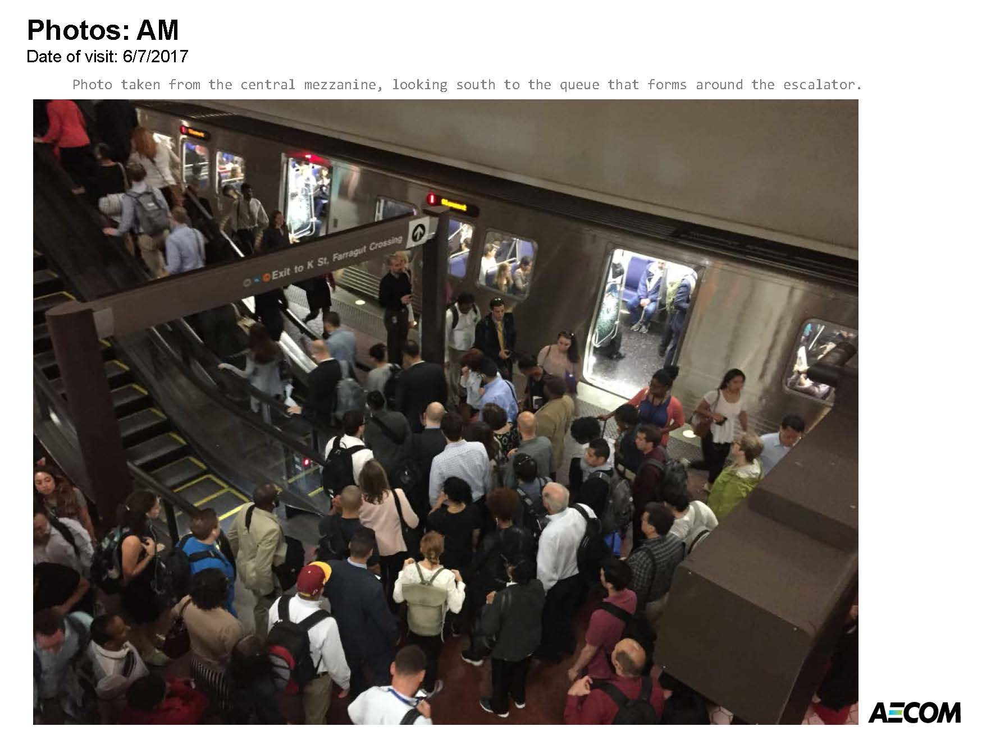 Photos: AM
Date of visit: 6/7/2017
Photo taken from the central mezzanine, looking south to the queue that forms around the escalator.
Exit to K St, Farragut Crossing
AECOM